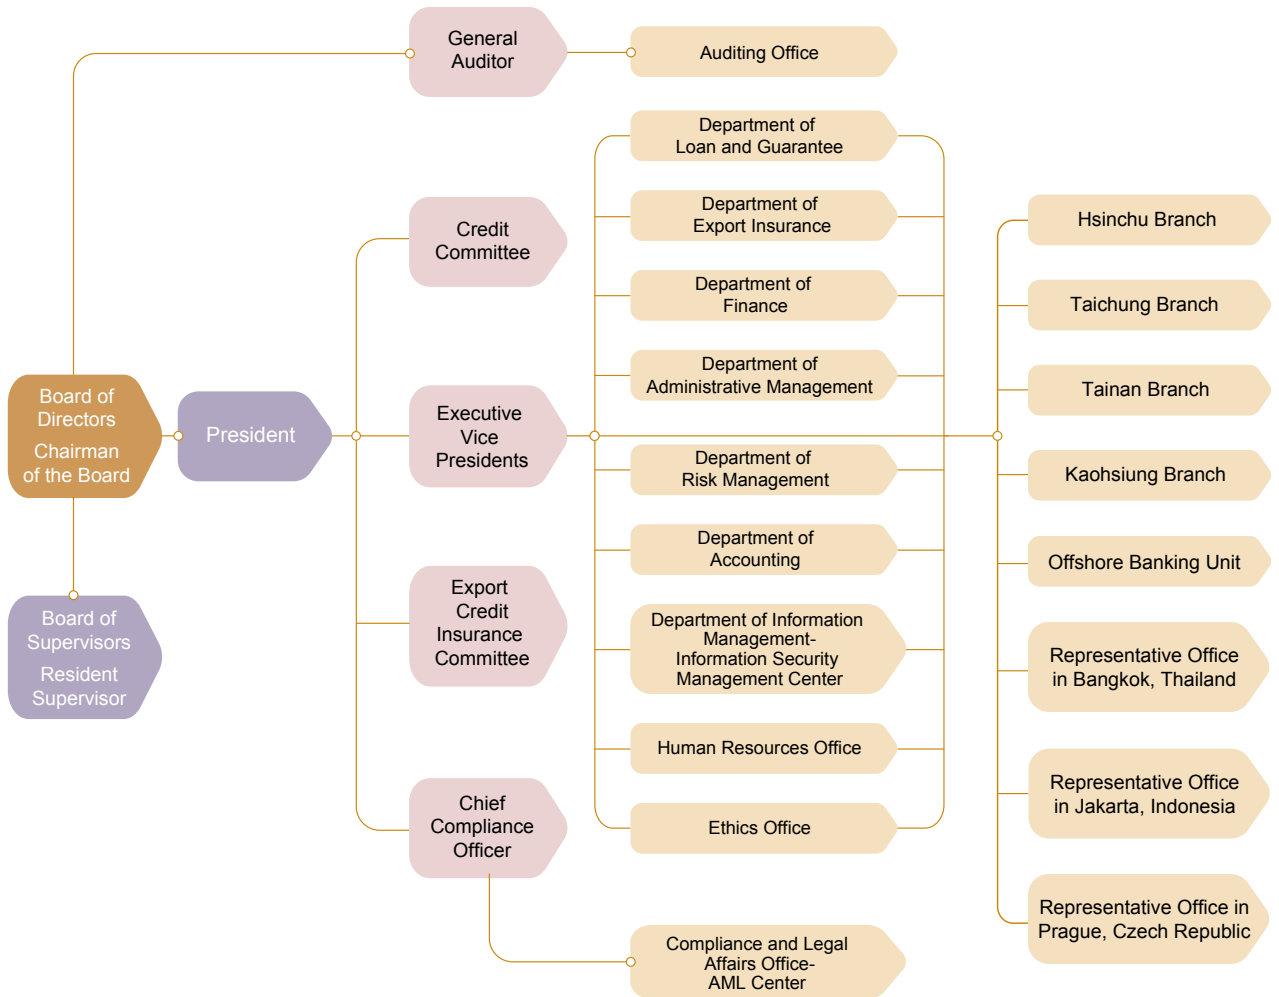 General
Auditor
Auditing Office
Department of
Loan and Guarantee
Department of
Export Insurance
Department of
Finance
Department of
Administrative Management
Department of
Risk Management
Department of
Accounting
Department of Information
Management-
Information Security
Management Center
Human Resources Office
Ethics Office
Compliance and Legal
Affairs Office-
AML Center
Credit
Committee
Executive
Vice
Presidents
Export
Credit
Insurance
Committee
Chief
Compliance
Officer
Board of
Directors
Chairman
of the Board
President
Board of
Supervisors
Resident
Supervisor
Hsinchu Branch
Taichung Branch
Tainan Branch
Kaohsiung Branch
Offshore Banking Unit
Representative Office
in Bangkok, Thailand
Representative Office
in Jakarta, Indonesia
Representative Office in
Prague, Czech Republic